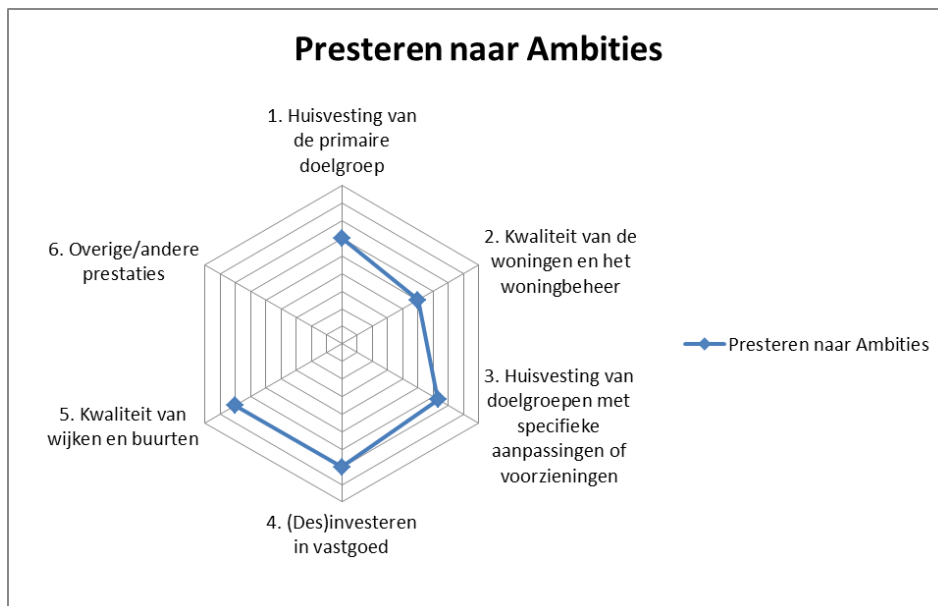 Presteren naar Ambities
1. Huisvesting van
de primaire
doelgroep
2. Kwaliteit van de
woningen en het
woningbeheer
3. Huisvesting van
doelgroepen met
specifieke
aanpassingen of
voorzieningen
4. (Des)investeren
in vastgoed
5. Kwaliteit van
wijken en buurten
6. Overige/andere
prestaties
Presteren naar Ambities